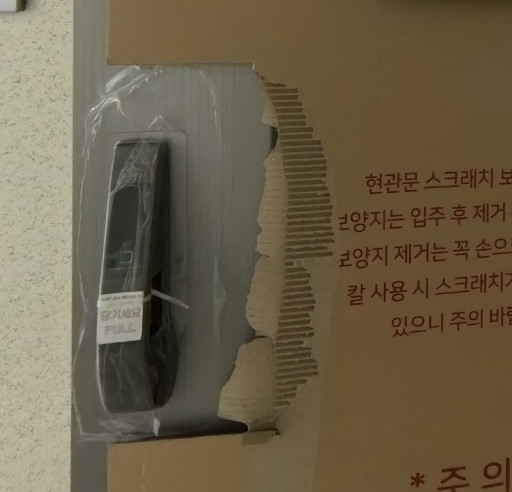 현관문 스크래치 보
보양지는 입주 후 제거
보양지 제거는 꼭 손으
칼 사용 시 스크래치가
있으니 주의 바랍
* 주 의
당기세요
PULL